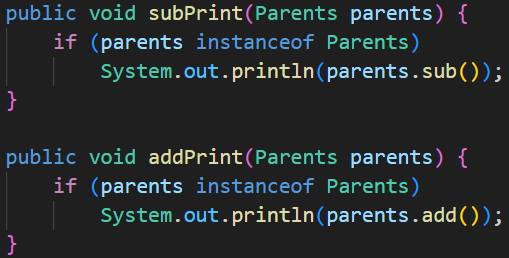 public void subPrint(Parents parents) {
if (parents instanceof Parents)
System.out.println(parents.sub());
}
public void addPrint(Parents parents) {
if (parents instanceof Parents)
System.out.println(parents.add());
}